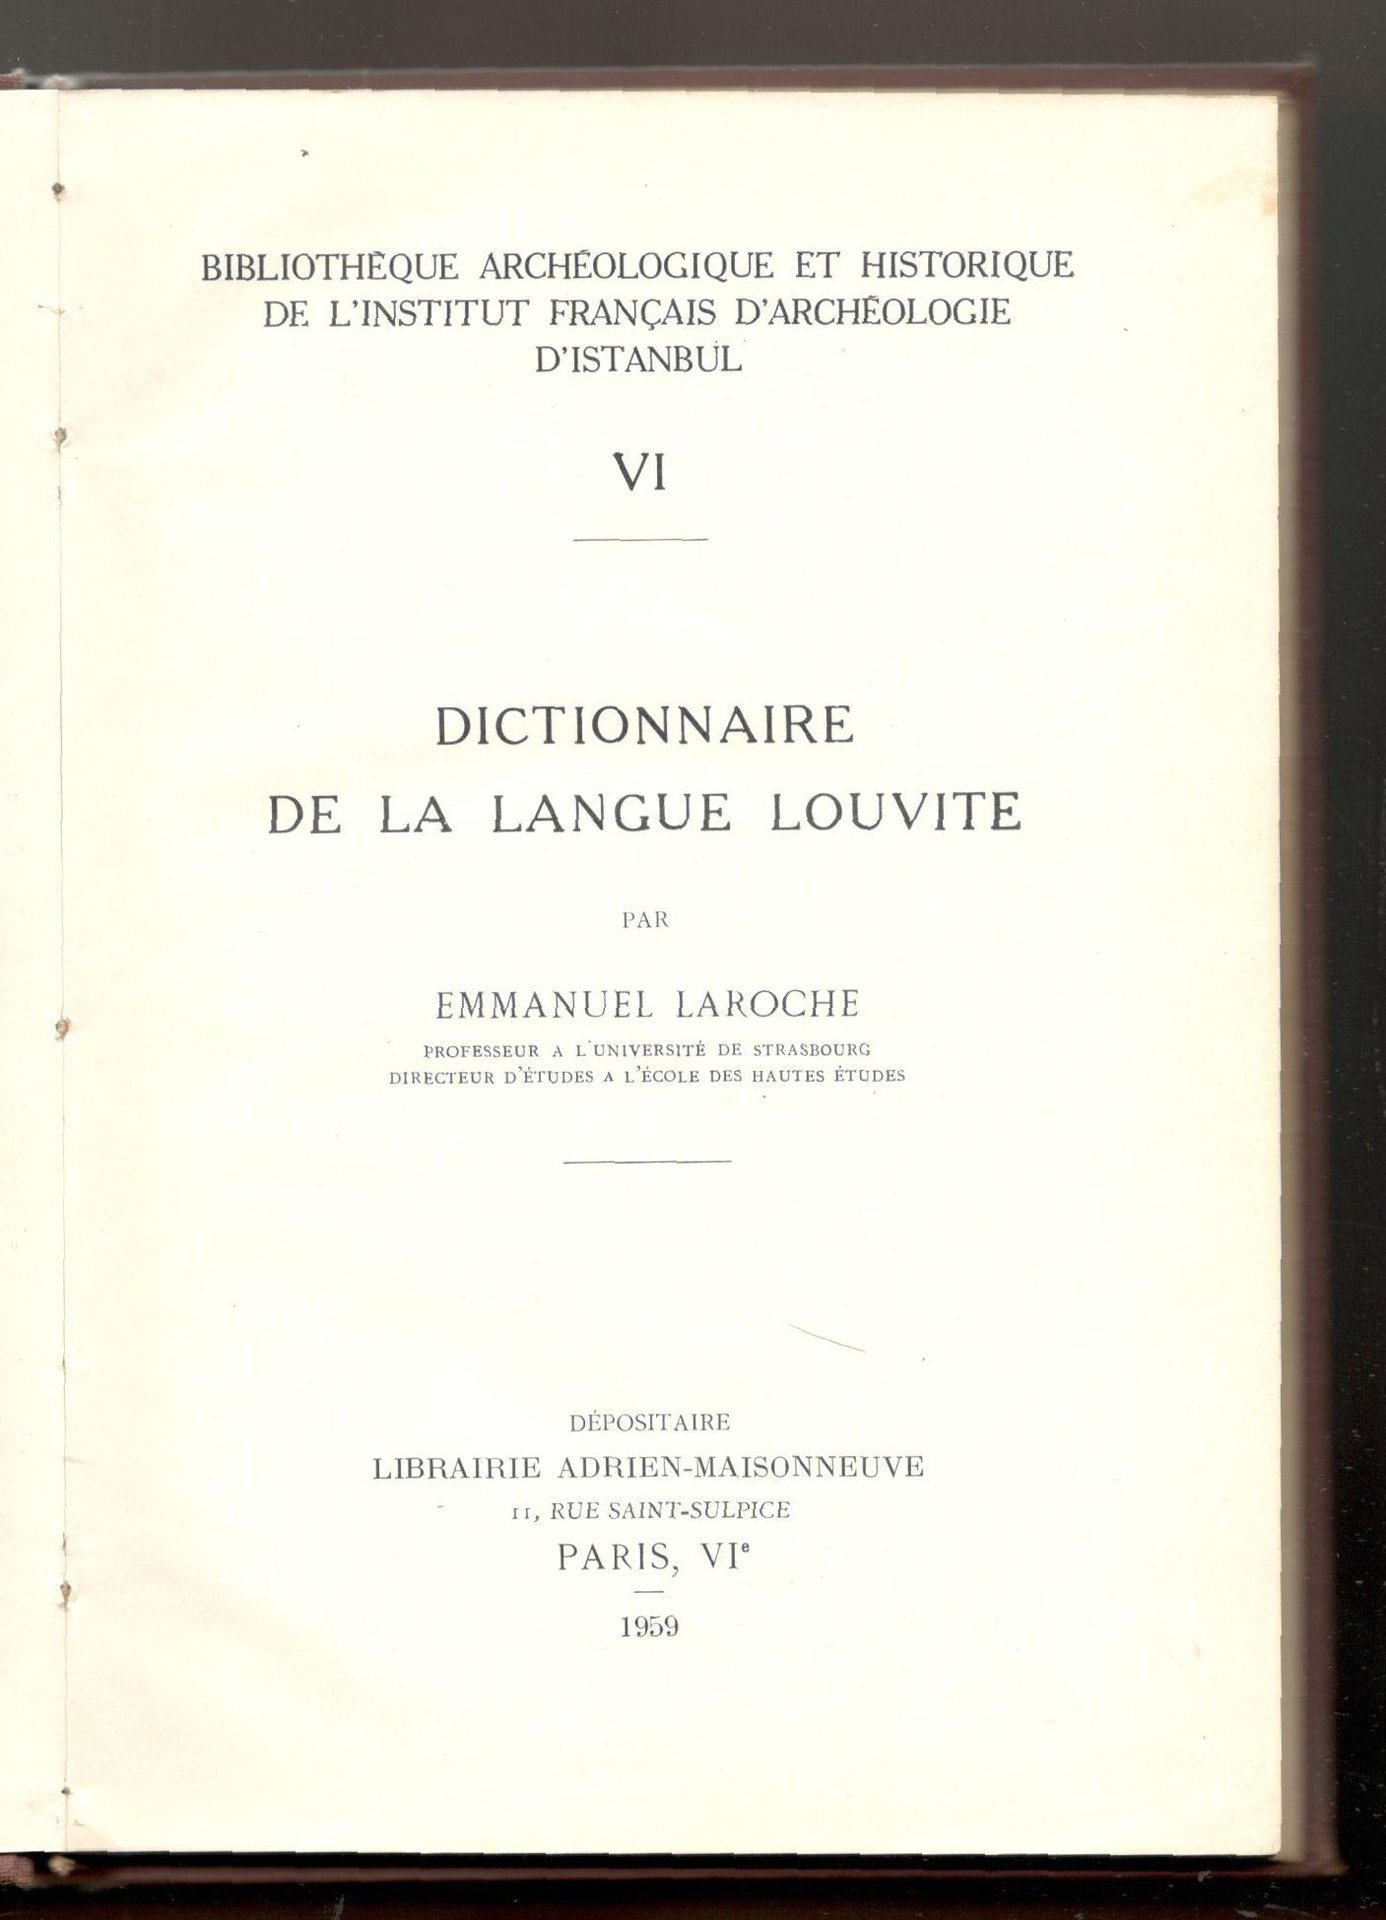 BIBLIOTHÈQUE ARCHÉOLOGIQUE ET HISTORIQUE
DE L'INSTITUT FRANÇAIS D'ARCHÉOLOGIE
D'ISTANBUL
VI
DICTIONNAIRE
DE LA LANGUE LOUVITE
PAR
EMMANUEL LAROCHE
PROFESSEUR A L'UNIVERSITÉ DE STRASBOURG
DIRECTEUR D'ÉTUDES A L'ÉCOLE DES HAUTES ÉTUDES
DÉPOSITAIRE
LIBRAIRIE ADRIEN-MAISONNEUVE
11, RUE SAINT-SULPICE
PARIS, VIe
1959